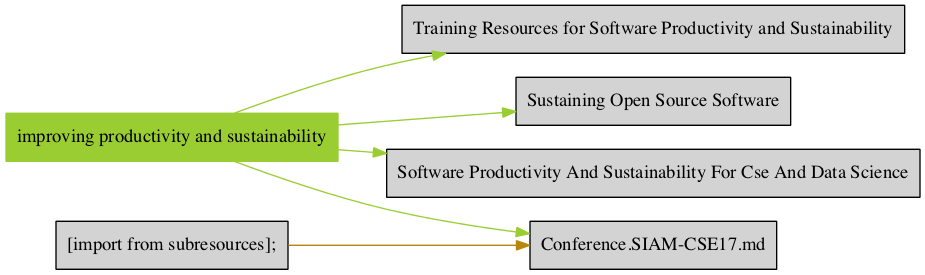 Training Resources for Software Productivity and Sustainability
Sustaining Open Source Software
improving productivity and sustainability
Software Productivity And Sustainability For Cse And Data Science
[import from subresources];
Conference.SIAM-CSE17.md